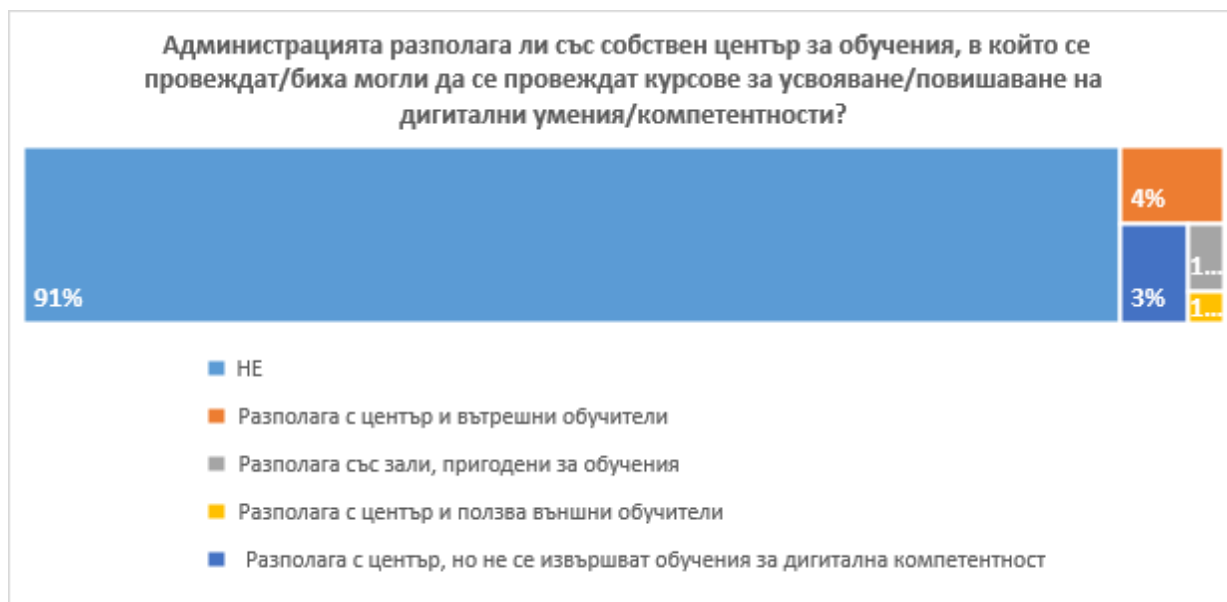 Администрацията разполага ли със собствен център за обучения, в който се
провеждат/биха могли да се провеждат курсове за усвояване/повишаване на
дигитални умения/компетентности?
91%
4%
3%
1...
1...
НЕ
Разполага с център и вътрешни обучители
Разполага със зали, пригодени за обучения
Разполага с център и ползва външни обучители
Разполага с център, но не се извършват обучения за дигитална компетентност